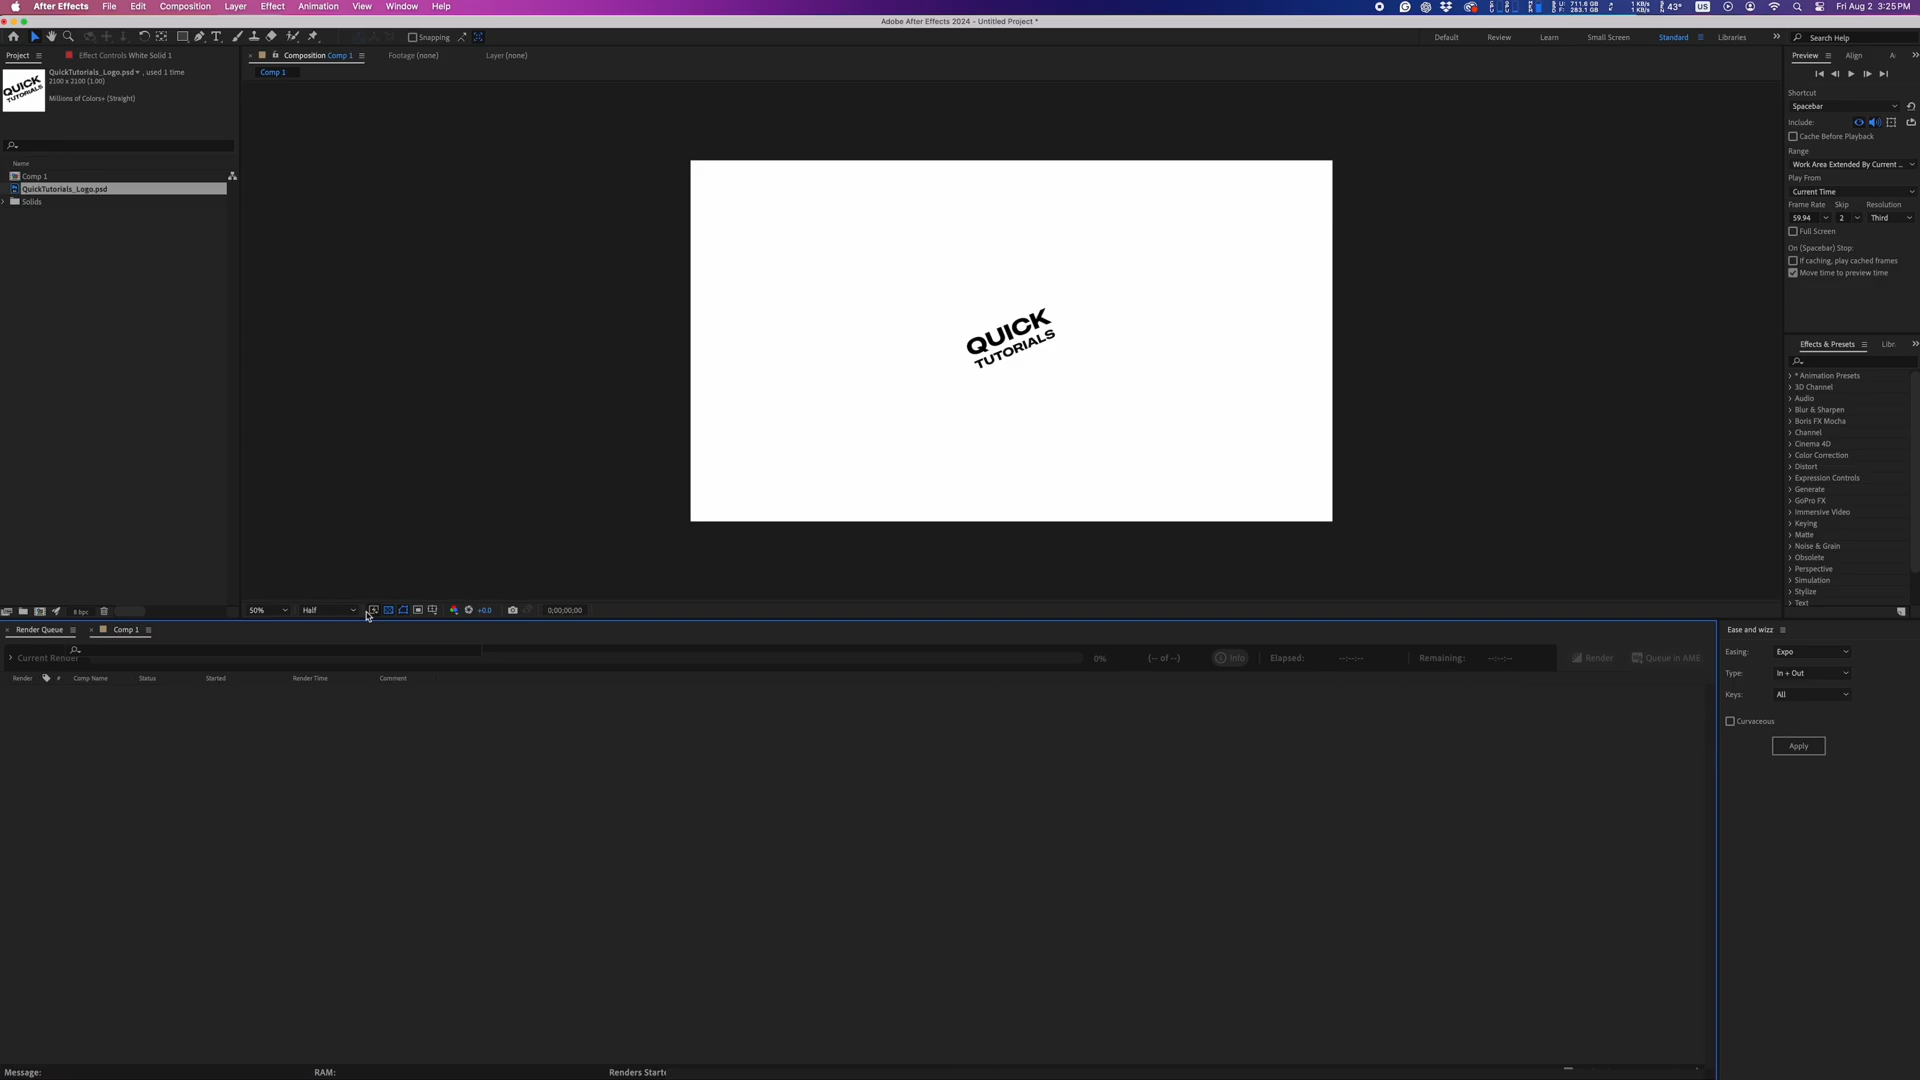 After Effects File Edit Composition Layer Effect Animation View Window Help
43° US Fri Aug 2 3:25PM
Adobe After Effects 2024 - Untitled Project *
Snapping Default Review Learn Small Screen Standard Libraries Search Help
Project Effect Controls White Solid 1 Composition Comp 1 Footage (none) Layer (none) Preview Align
QuickTutorials_Logo.psd , used 1 time
2100 x 2100 (1.00)
Millions of Colors+ (Straight)
Comp 1
Shortcut
Spacebar
Include:
Cache Before Playback
Range
Work Area Extended By Current ...
Play From
Current Time
Frame Rate Skip Resolution
59.94 2 Third
Full Screen
On (Spacebar) Stop:
If caching, play cached frames
Move time to preview time
Name
Comp 1
QuickTutorials_Logo.psd
Solids
QUICK
TUTORIALS
QUICK
TUTORIALS
Effects & Presets Libr
* Animation Presets
3D Channel
Audio
Blur & Sharpen
Boris FX Mocha
Channel
Cinema 4D
Color Correction
Distort
Expression Controls
Generate
GoPro FX
Immersive Video
Keying
Matte
Noise & Grain
Obsolete
Perspective
Simulation
Stylize
Text
8 bpc
50% Half +0.0 0;00;00;00
Render Queue Comp 1
Current Render 0% (-- of --) Info Elapsed: --:--:-- Remaining: --:--:-- Render Queue in AME
Render # Comp Name Status Started Render Time Comment
Ease and wizz
Easing: Expo
Type: In + Out
Keys: All
Curvaceous
Apply
Message: RAM: Renders Starte